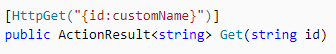 [HttpGet("{id:customName}")]
public ActionResult<string> Get(string id)